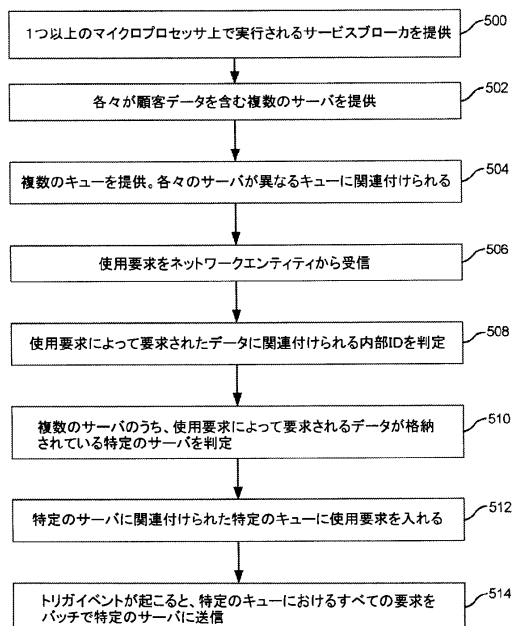 1つ以上のマイクロプロセッサ上で実行されるサービスブローカを提供
500
各々が顧客データを含む複数のサーバを提供
502
複数のキューを提供。各々のサーバが異なるキューに関連付けられる
504
使用要求をネットワークエンティティから受信
506
使用要求によって要求されたデータに関連付けられる内部IDを判定
508
複数のサーバのうち、使用要求によって要求されるデータが格納
されている特定のサーバを判定
510
特定のサーバに関連付けられた特定のキューに使用要求を入れる
512
トリガイベントが起こると、特定のキューにおけるすべての要求を
バッチで特定のサーバに送信
514